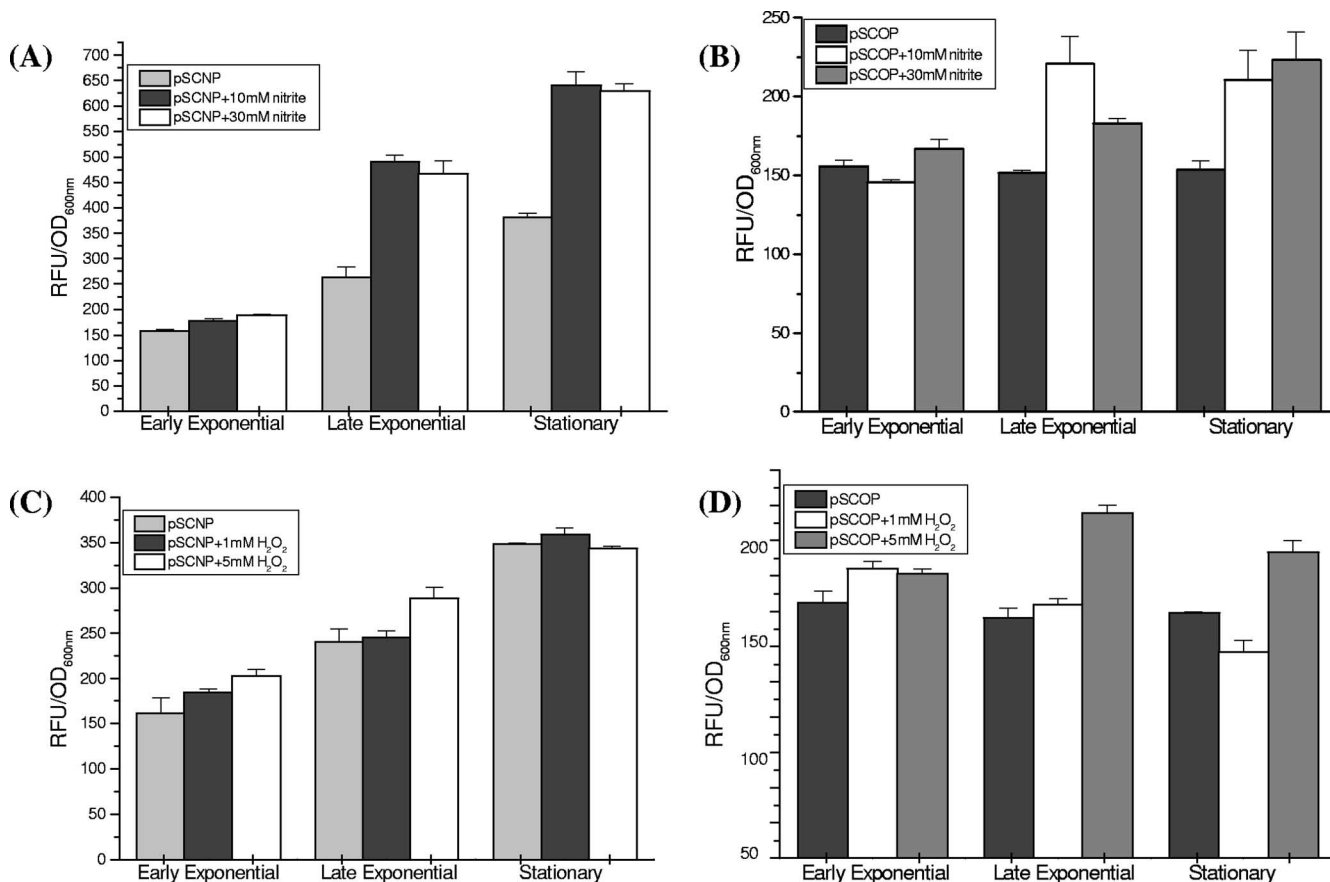 (A)
700
650
600
550
500
450
400
350
300
250
200
150
100
50
0
RFU/OD600nm
pSCNP
pSCNP+10mM nitrite
pSCNP+30mM nitrite
Early Exponential Late Exponential Stationary
(B)
250
200
150
100
50
0
RFU/OD600nm
pSCOP
pSCOP+10mM nitrite
pSCOP+30mM nitrite
Early Exponential Late Exponential Stationary
(C)
400
350
300
250
200
150
100
50
0
RFU/OD600nm
pSCNP
pSCNP+1mM H2O2
pSCNP+5mM H2O2
Early Exponential Late Exponential Stationary
(D)
200
150
100
50
RFU/OD600nm
pSCOP
pSCOP+1mM H2O2
pSCOP+5mM H2O2
Early Exponential Late Exponential Stationary